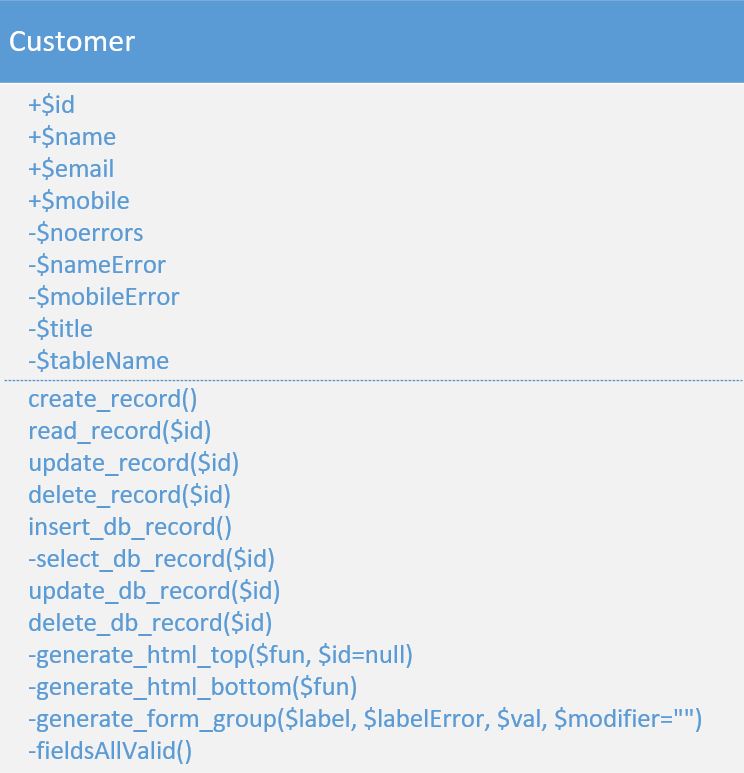 Customer
+$id
+$name
+$email
+$mobile
-$noerrors
-$nameError
-$mobileError
-$title
-$tableName
create_record()
read_record($id)
update_record($id)
delete_record($id)
insert_db_record()
-select_db_record($id)
update_db_record($id)
delete_db_record($id)
-generate_html_top($fun, $id=null)
-generate_html_bottom($fun)
-generate_form_group($label, $labelError, $val, $modifier="")
-fieldsAllValid()